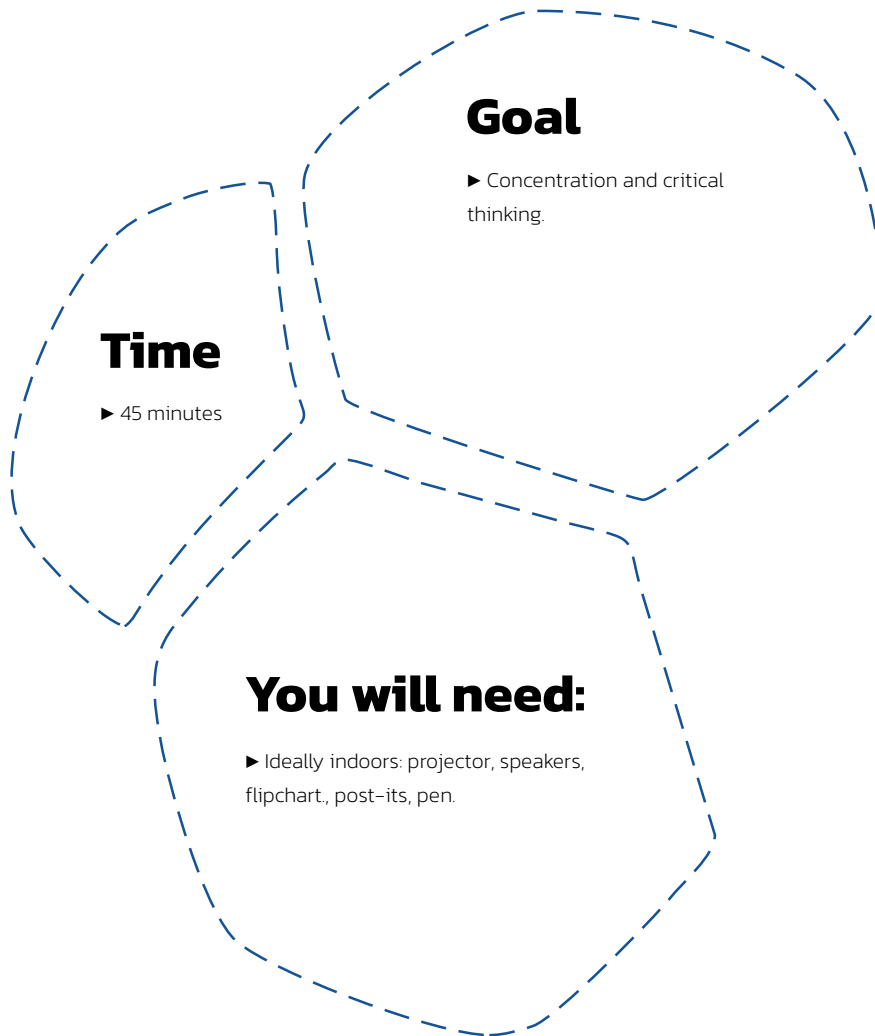 Goal
► Concentration and critical
thinking.
Time
► 45 minutes
You will need:
► Ideally indoors: projector, speakers,
flipchart., post-its, pen.